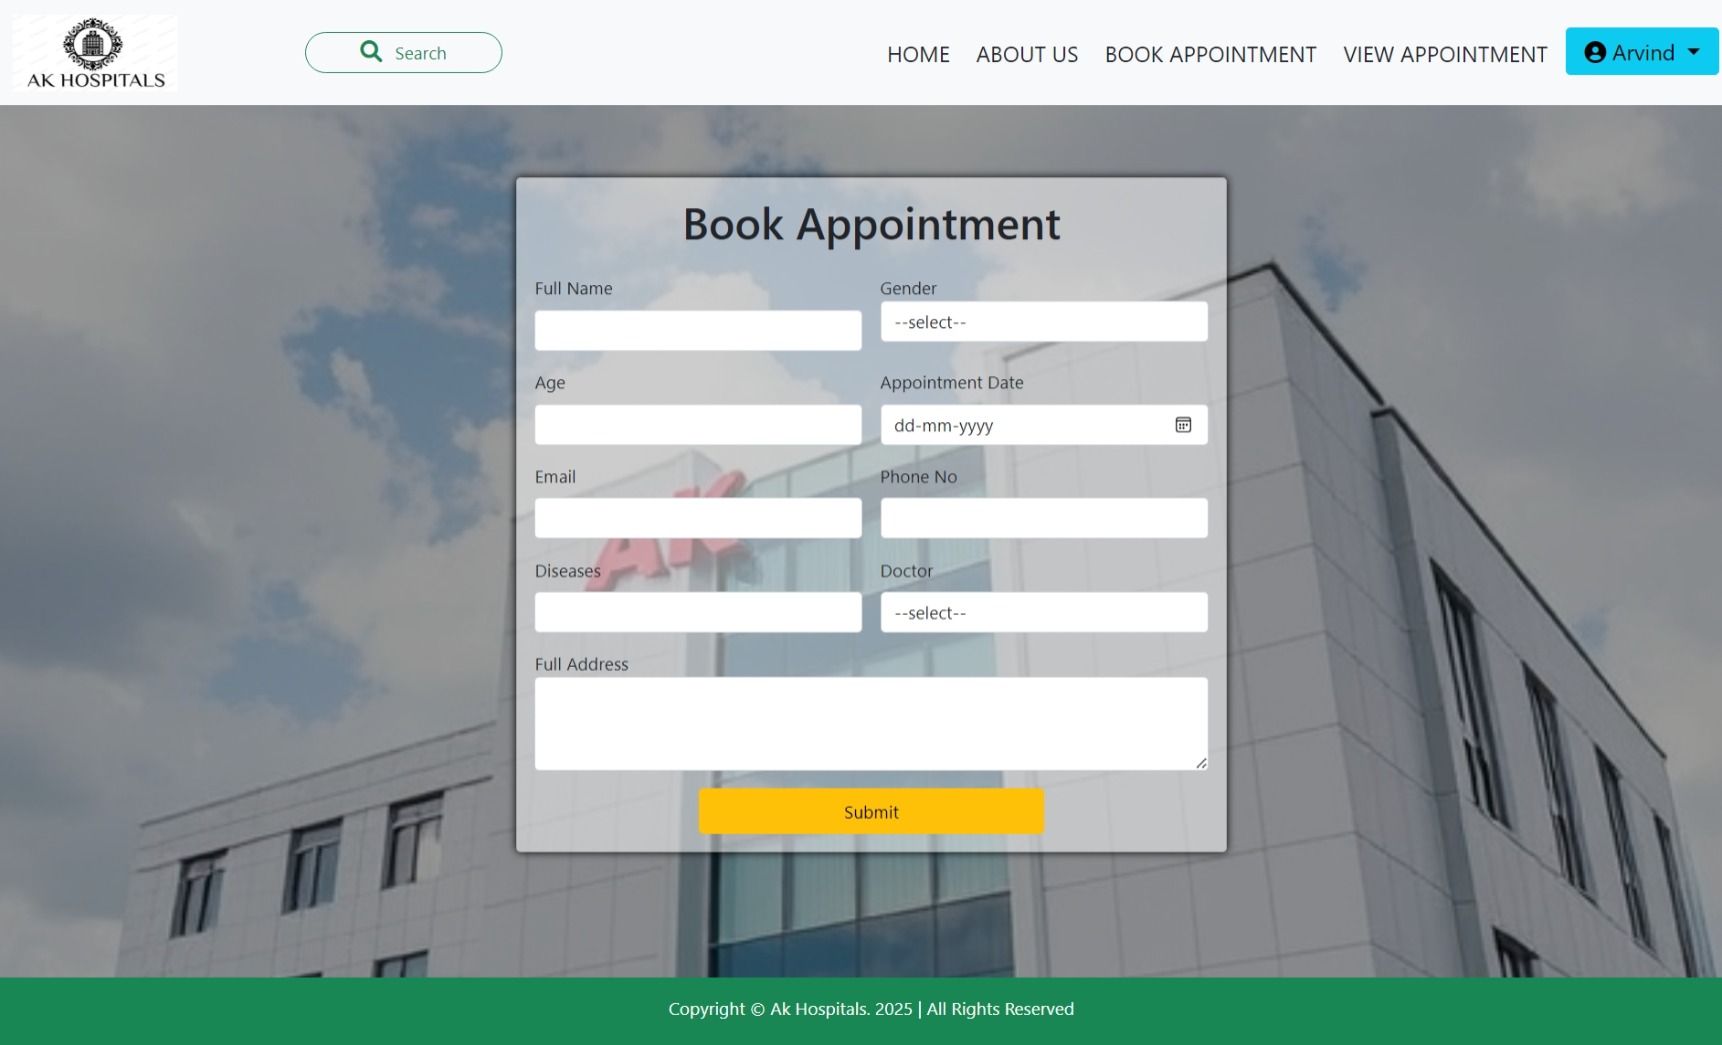 AK HOSPITALS
Search
HOME
ABOUT US
BOOK APPOINTMENT
VIEW APPOINTMENT
Arvind
Book Appointment
Full Name
Gender
--select--
Age
Appointment Date
dd-mm-yyyy
Email
Phone No
AK
Diseases
Doctor
--select--
Full Address
Submit
Copyright © Ak Hospitals. 2025 | All Rights Reserved